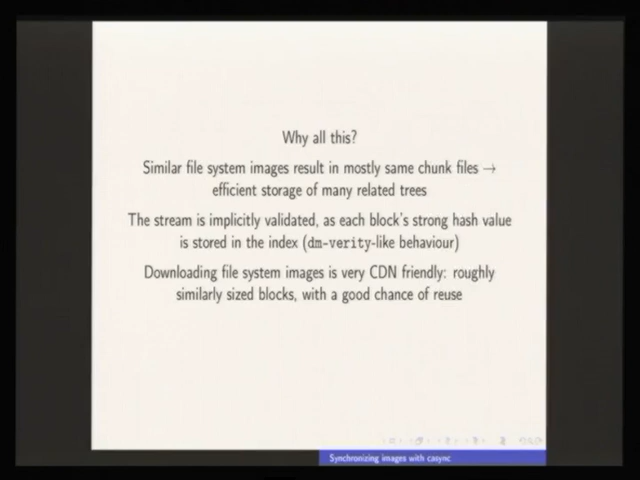 Why all this?
Similar file system images result in mostly same chunk files →
efficient storage of many related trees
The stream is implicitly validated, as each block's strong hash value
is stored in the index (dm-verity-like behaviour)
Downloading file system images is very CDN friendly: roughly
similarly sized blocks, with a good chance of reuse
Synchronizing images with casync